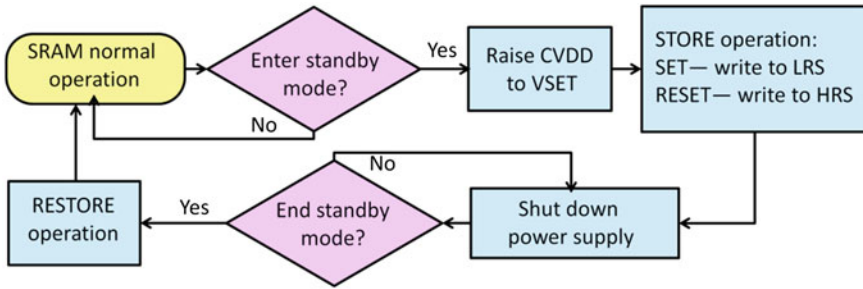 SRAM normal
operation
Enter standby
mode?
Yes
No
Raise CVDD
to VSET
STORE operation:
SET— write to LRS
RESET— write to HRS
Shut down
power supply
No
End standby
mode?
Yes
RESTORE
operation